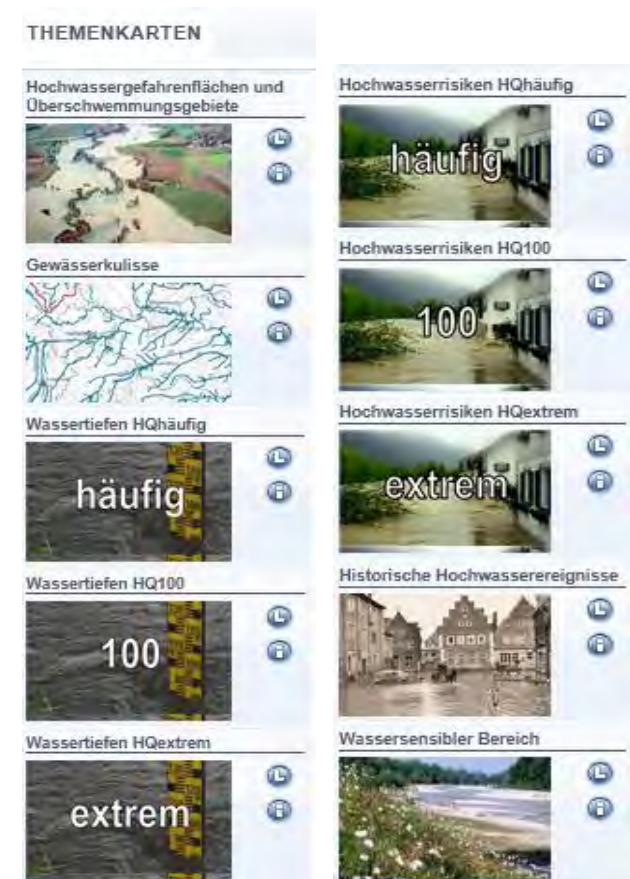 THEMENKARTEN
Hochwassergefahrenflächen und
Überschwemmungsgebiete
Gewässerkulisse
Wassertiefen HQhäufig
häufig
Wassertiefen HQ100
100
Wassertiefen HQextrem
extrem
Hochwasserrisiken HQhäufig
häufig
Hochwasserrisiken HQ100
100
Hochwasserrisiken HQextrem
extrem
Historische Hochwasserereignisse
Wassersensibler Bereich